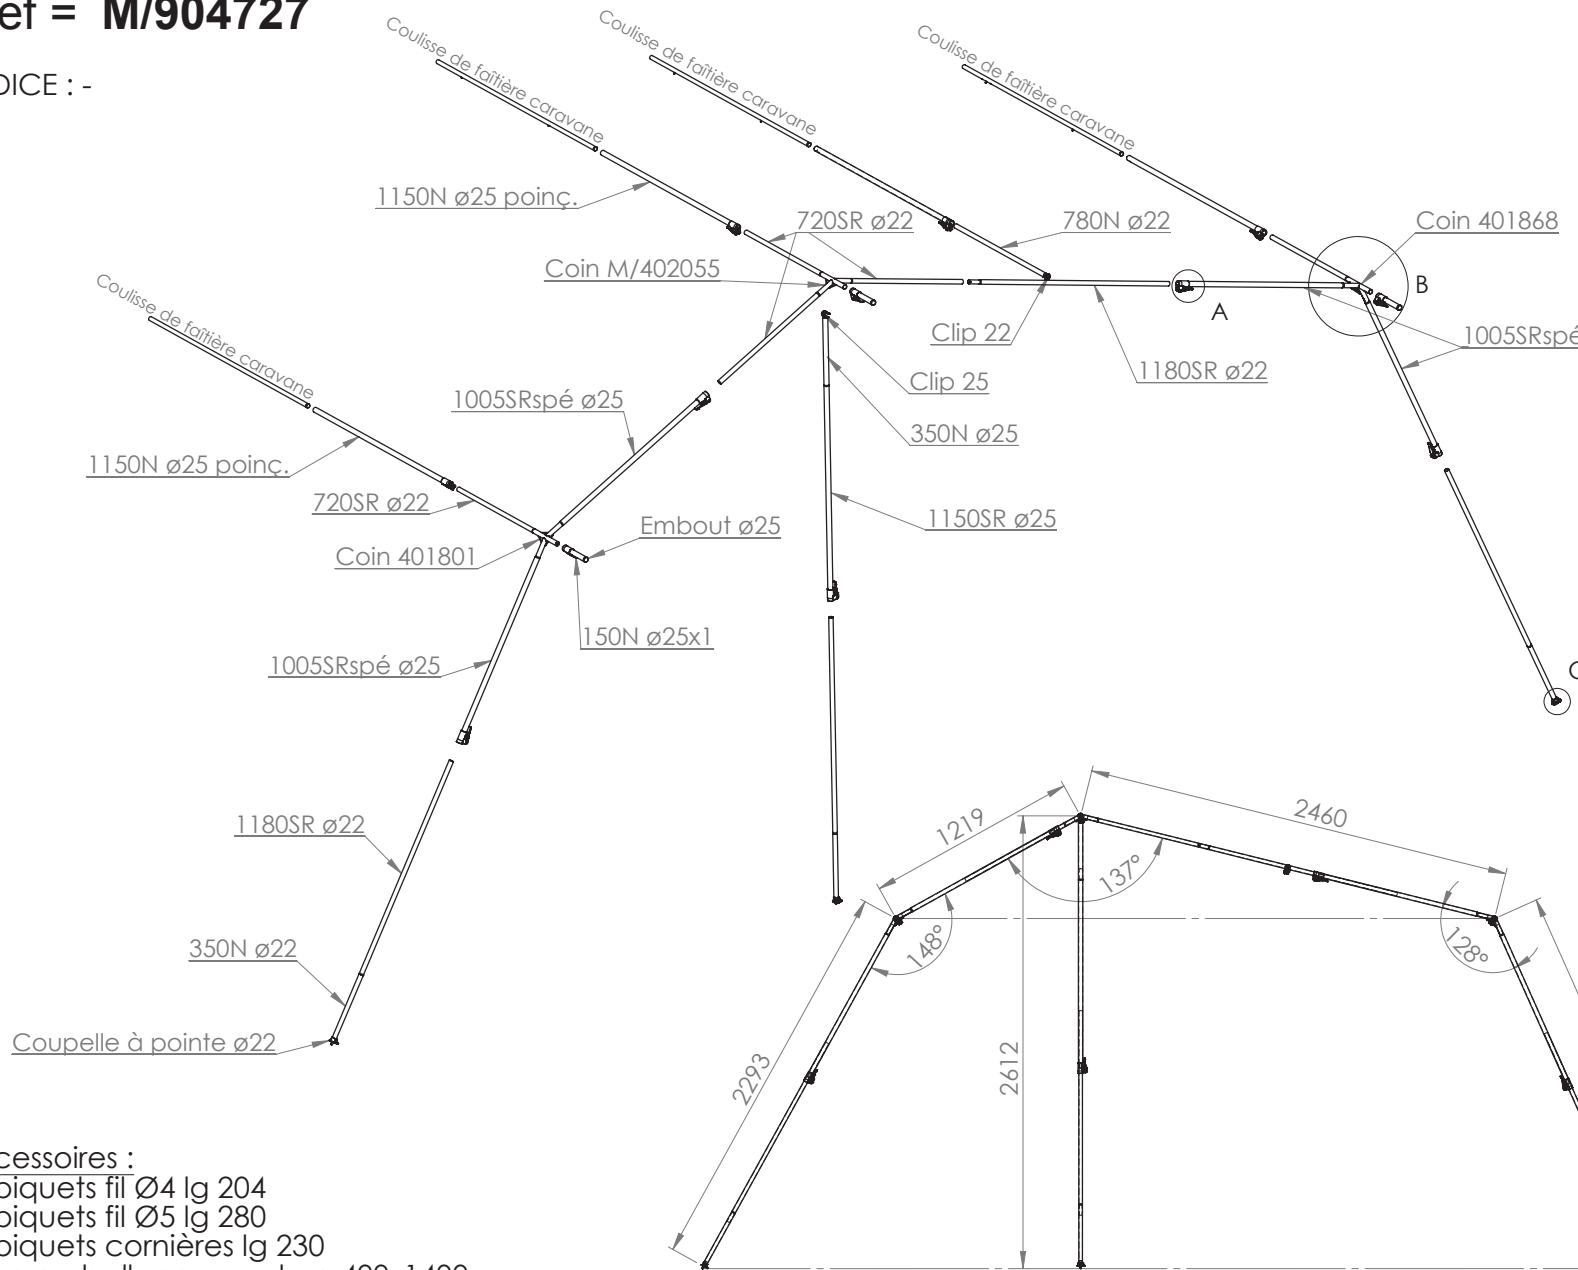 ef = M/904727
DICE : -
Coulisse de faîtière caravane
Coulisse de faîtière caravane
Coulisse de faîtière caravane
1150N ø25 poinç.
720SR ø22
780N ø22
Coin 401868
Coin M/402055
B
A
Coulisse de faîtière caravane
Clip 22
1005SRspé
1180SR ø22
Clip 25
1005SRspé ø25
350N ø25
1150N ø25 poinç.
720SR ø22
Embout ø25
1150SR ø25
Coin 401801
150N ø25x1
1005SRspé ø25
1180SR ø22
1219
2460
137°
148°
128°
350N ø22
Coupelle à pointe ø22
2293
2612
cessoires :
piquets fil Ø4 lg 204
piquets fil Ø5 lg 280
piquets cornières lg 230